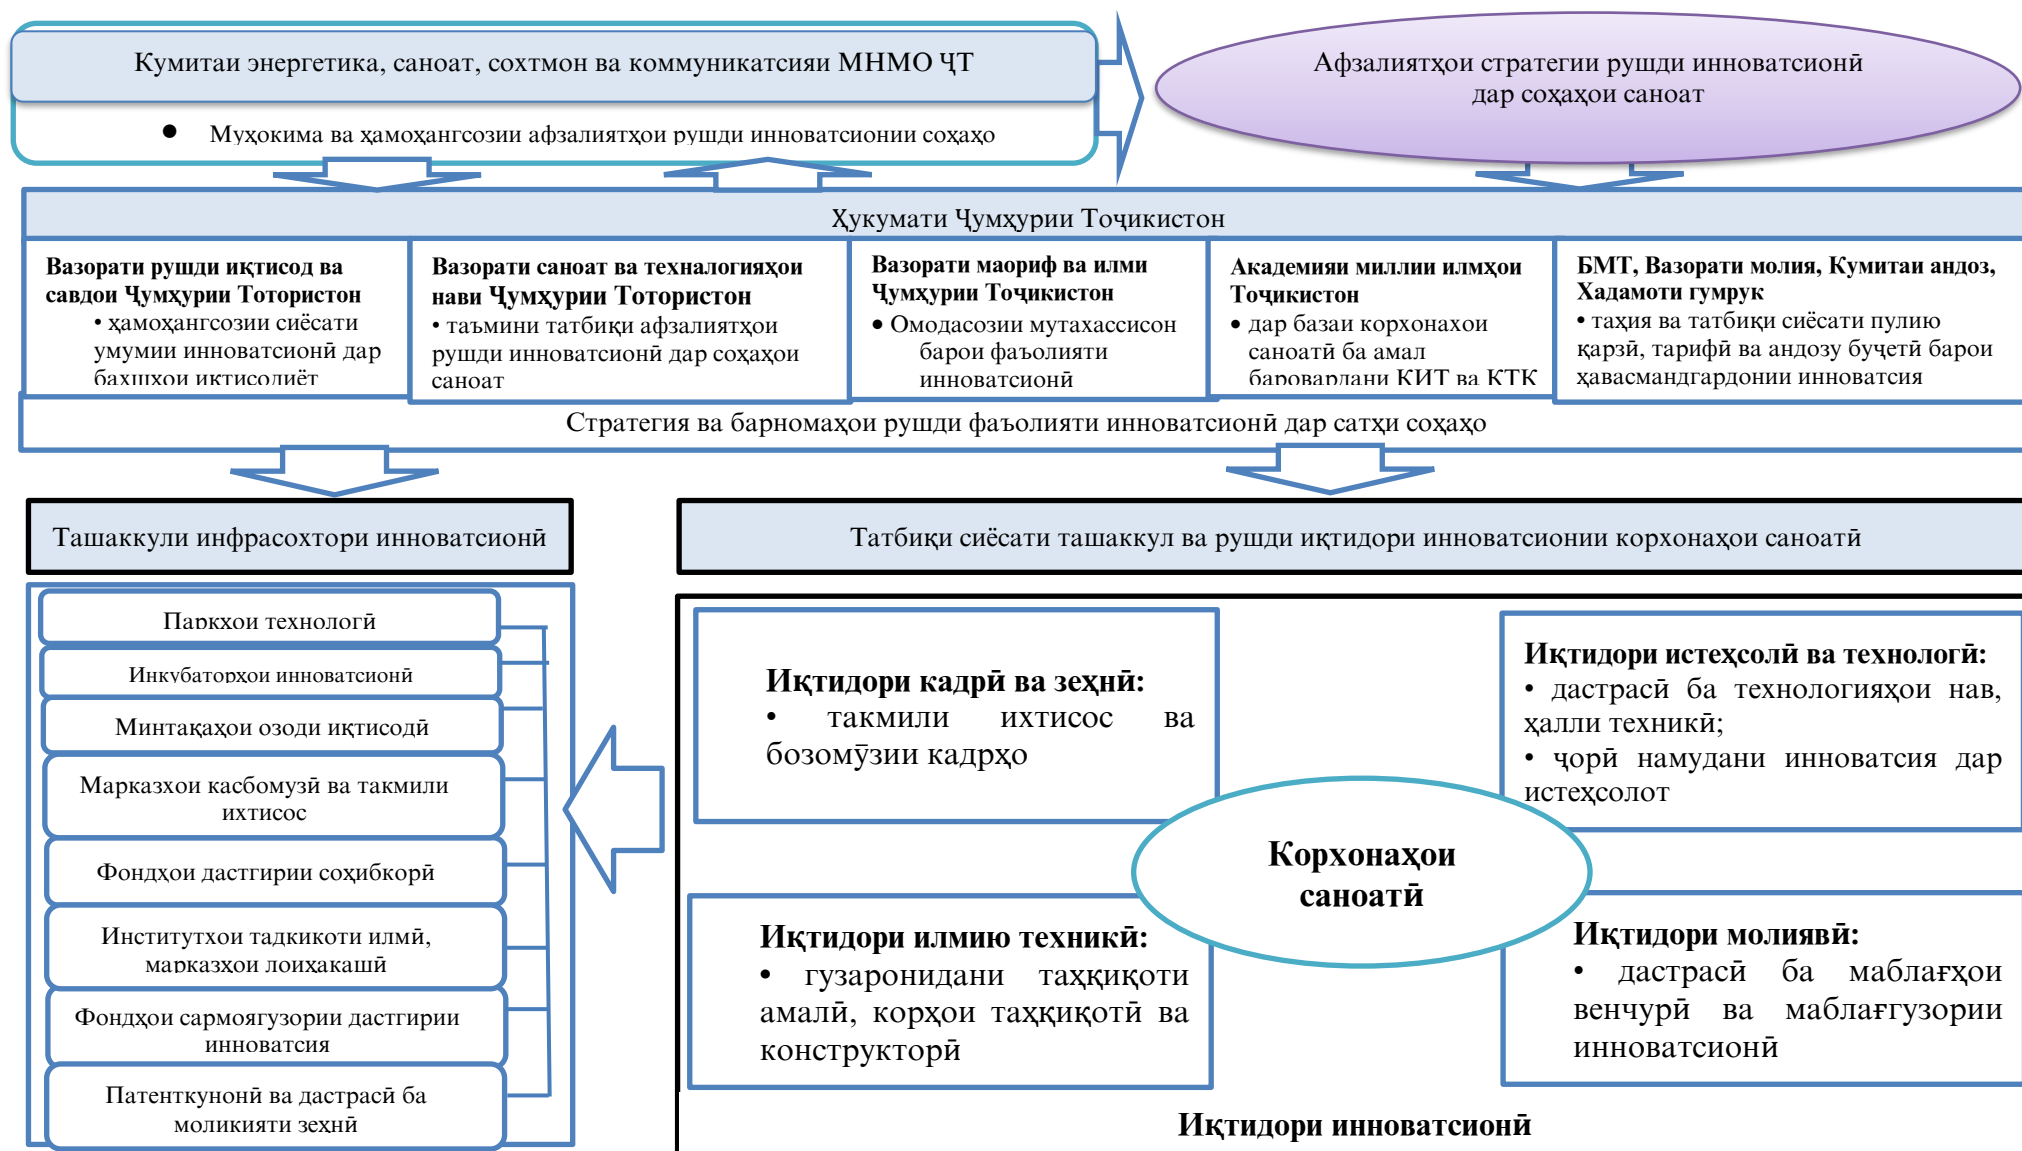 Кумитаи энергетика, саноат, сохтмон ва коммуникатсияи МНМО ҶТ
• Муҳокима ва ҳамоҳангсозии афзалиятҳои рушди инноватсионии соҳаҳо
Афзалиятҳои стратегии рушди инноватсионӣ
дар соҳаҳои саноат
Ҳукумати Ҷумҳурии Тоҷикистон
Вазорати рушди иқтисод ва
савдои Ҷумҳурии Тотористон
• ҳамоҳангсозии сиёсати
умумии инноватсионӣ дар
бахшҳои иқтисодиёт
Вазорати саноат ва техналогияҳои
нави Ҷумҳурии Тотористон
• таъмини татбиқи афзалиятҳои
рушди инноватсионӣ дар соҳаҳои
саноат
Вазорати маориф ва илми
Ҷумҳурии Тоҷикистон
• Омодасозии мутахассисон
барои фаъолияти
инноватсионӣ
Академияи миллии илмҳои
Тоҷикистон
• дар базаи корхонахои
саноатӣ ба амал
баровардани КИТ ва КТК
БМТ, Вазорати молия, Кумитаи андоз,
Хадамоти гумрук
• таҳия ва татбиқи сиёсати пулию
қарзӣ, тарифӣ ва андозу буҷетӣ барои
ҳавасмандгардонии инноватсия
Стратегия ва барномаҳои рушди фаъолияти инноватсионӣ дар сатҳи соҳаҳо
Ташаккули инфрасохтори инноватсионӣ
Паркҳои технологӣ
Инкубаторҳои инноватсионӣ
Минтақаҳои озоди иқтисодӣ
Марказҳои касбомузӣ ва такмили
ихтисос
Фондҳои дастгирии соҳибкорӣ
Институтҳои тадкикоти илмӣ,
марказҳои лоиҳакашӣ
Фондҳои сармоягузории дастгирии
инноватсия
Патенткунонӣ ва дастрасӣ ба
моликияти зеҳнӣ
Татбиқи сиёсати ташаккул ва рушди иқтидори инноватсионии корхонаҳои саноатӣ
Иқтидори кадрӣ ва зеҳнӣ:
• такмили ихтисос ва
бозомӯзии кадрҳо
Иқтидори истеҳсолӣ ва технологӣ:
• дастрасӣ ба технологияҳои нав,
ҳалли техникӣ;
• ҷорӣ намудани инноватсия дар
истеҳсолот
Корхонаҳои
саноатӣ
Иқтидори илмию техникӣ:
• гузаронидани таҳқиқоти
амалӣ, корҳои таҳқиқотӣ ва
конструкторӣ
Иқтидори молиявӣ:
• дастрасӣ ба маблағҳои
венчурӣ ва маблағгузории
инноватсионӣ
Иқтидори инноватсионӣ